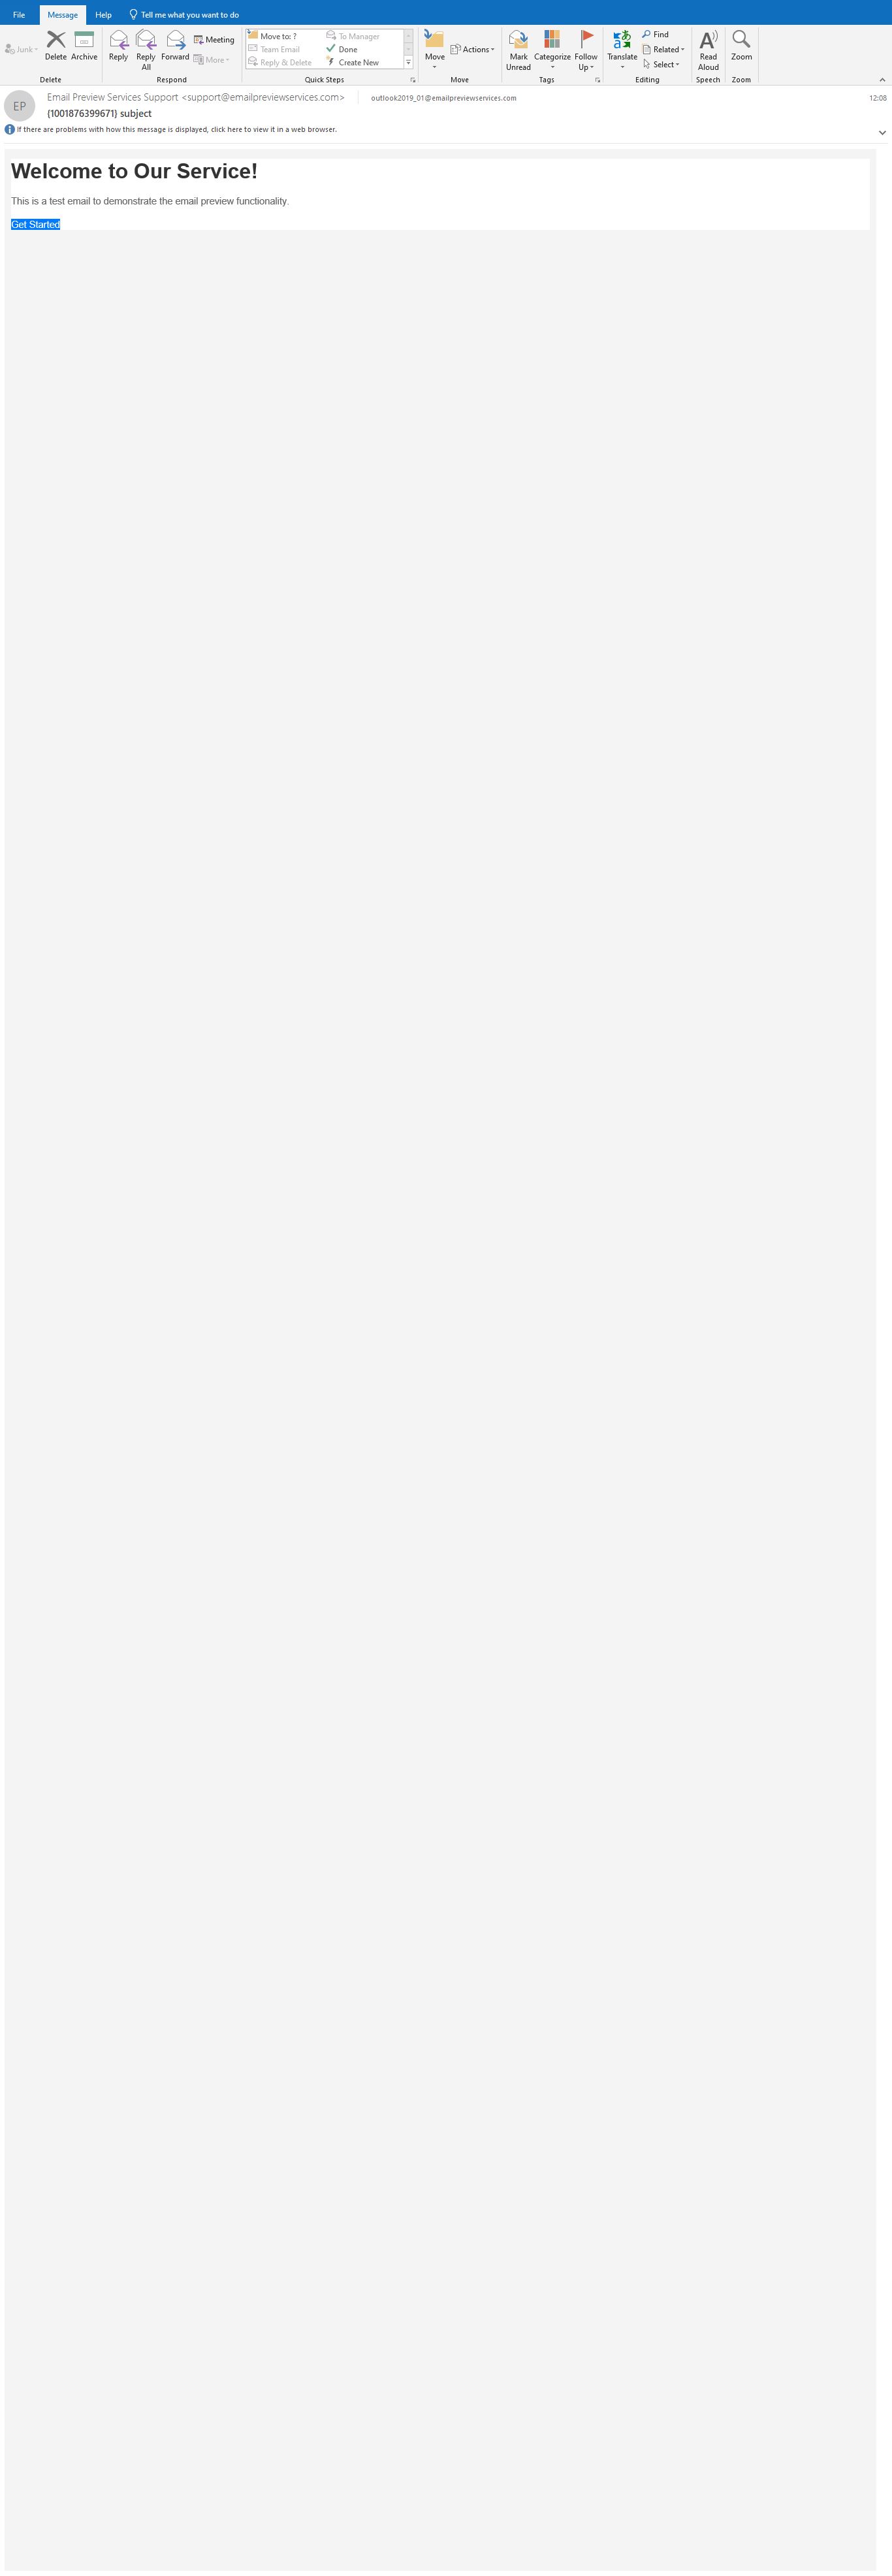 File Message Help Tell me what you want to do
Junk Delete Archive Reply Reply All Forward Meeting More
Move to: ? To Manager
Team Email Done
Reply & Delete Create New
Move Actions Mark Unread Categorize Follow Up Translate Find Related Select Read Aloud Zoom
Delete Respond Quick Steps Move Tags Editing Speech Zoom
EP
Email Preview Services Support <support@emailpreviewservices.com> outlook2019_01@emailpreviewservices.com 12:08
{1001876399671} subject
If there are problems with how this message is displayed, click here to view it in a web browser.
Welcome to Our Service!
This is a test email to demonstrate the email preview functionality.
Get Started